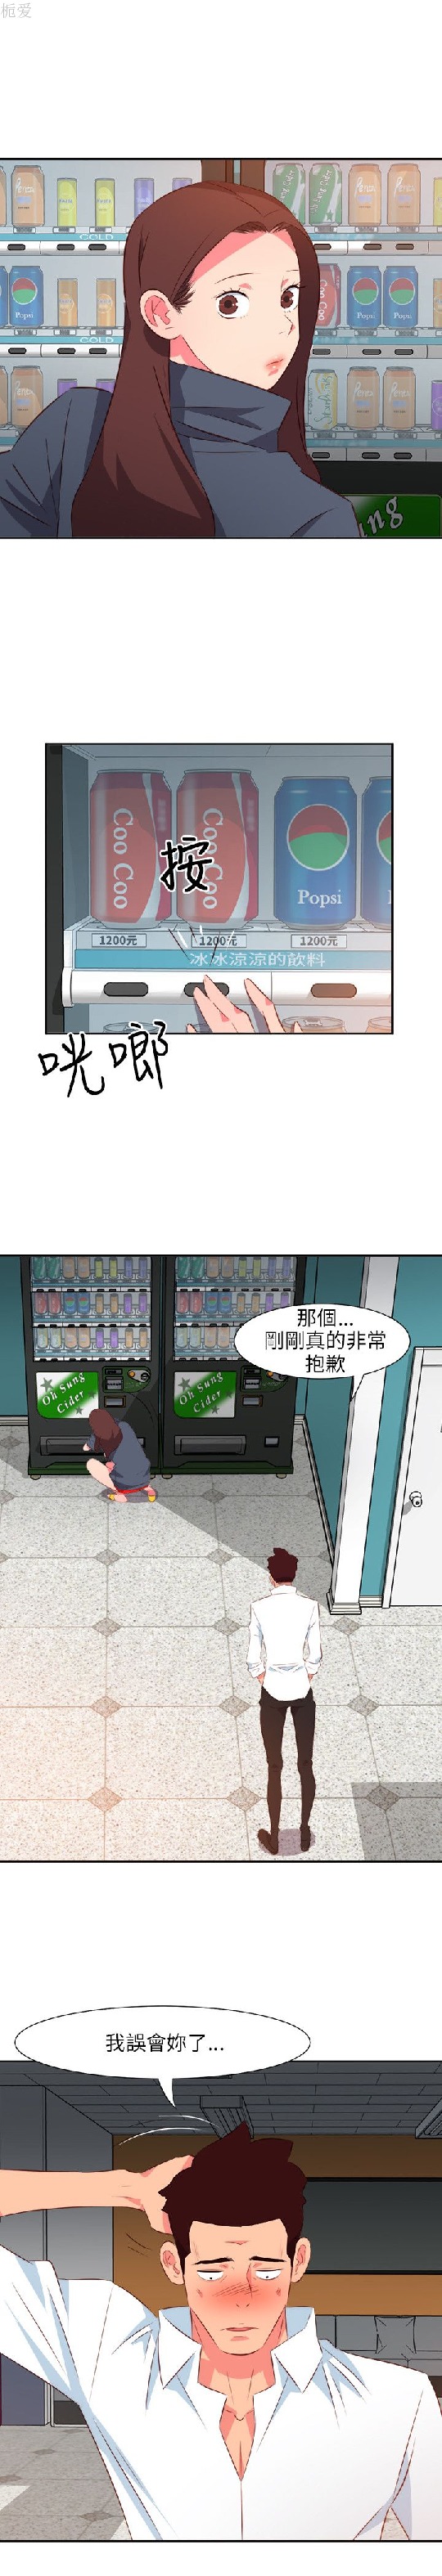 栀爱
COLD
COLD
Popsi
Popsi
Popsi
Popsi
ung
Coo Coo
Coo Coo
Popsi
按
1200元
1200元
1200元
冰冰涼涼的飲料
咣啷
那個...
剛剛真的非常
抱歉
Oh Sung
Cider
Oh Sung
Cider
我誤會妳了...